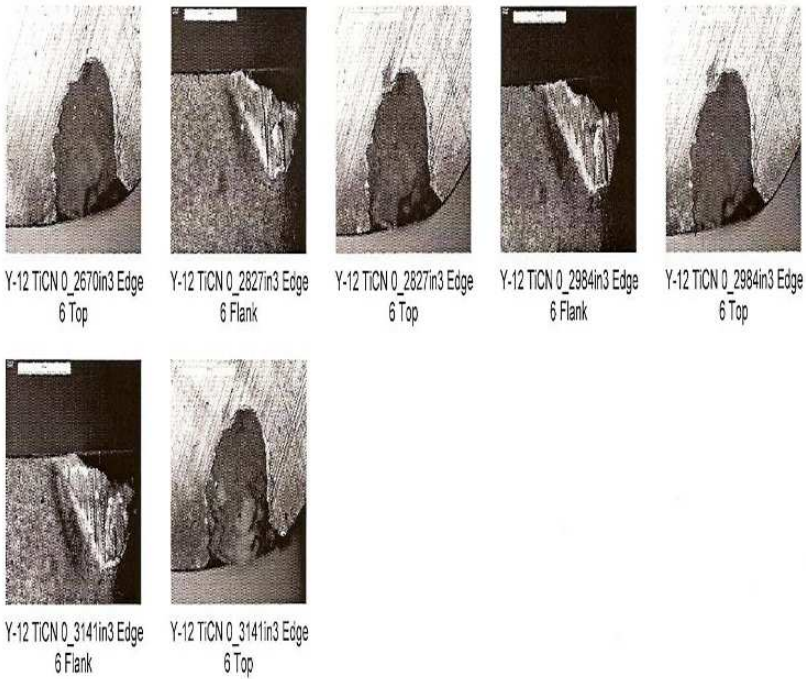 Y-12 TiCN 0_2670in3 Edge
6 Top
Y-12 TiCN 0_2827in3 Edge
6 Flank
Y-12 TiCN 0_2827in3 Edge
6 Top
Y-12 TiCN 0_2984in3 Edge
6 Flank
Y-12 TiCN 0_2984in3 Edge
6 Top
Y-12 TiCN 0_3141in3 Edge
6 Flank
Y-12 TiCN 0_3141in3 Edge
6 Top